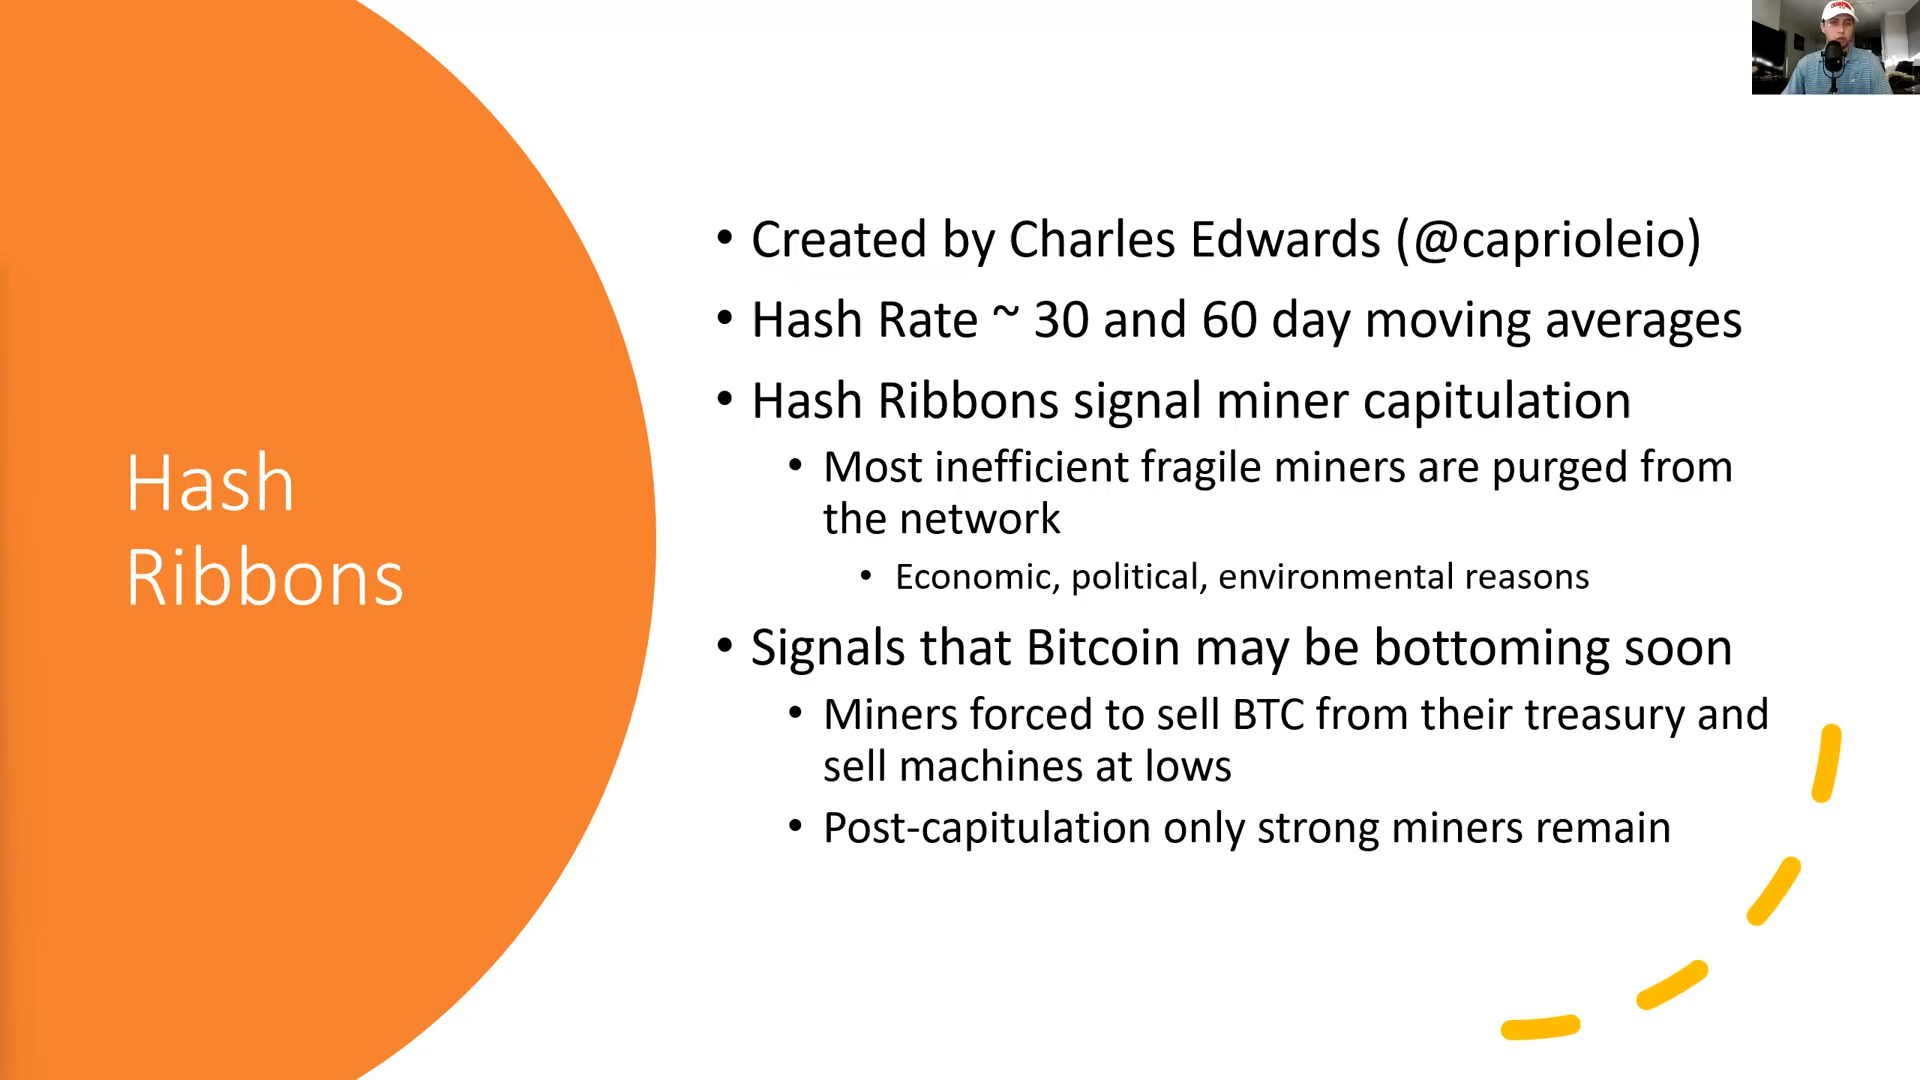 Hash
Ribbons
• Created by Charles Edwards (@caprioleio)
• Hash Rate ~ 30 and 60 day moving averages
• Hash Ribbons signal miner capitulation
• Most inefficient fragile miners are purged from
the network
• Economic, political, environmental reasons
• Signals that Bitcoin may be bottoming soon
• Miners forced to sell BTC from their treasury and
sell machines at lows
• Post-capitulation only strong miners remain